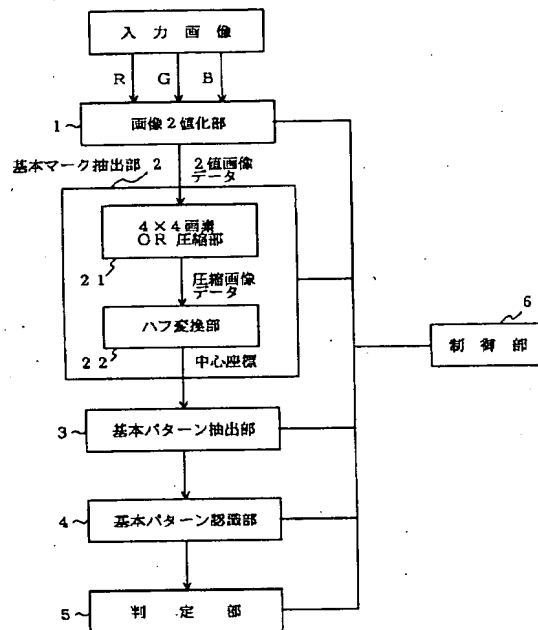 入力画像
R G B
1 画像2値化部
基本マーク抽出部 2
2値画像
データ
4×4画素
OR圧縮部
21
圧縮画像
データ
ハフ変換部
22
中心座標
6
制御部
3 基本パターン抽出部
4 基本パターン認識部
5 判定部